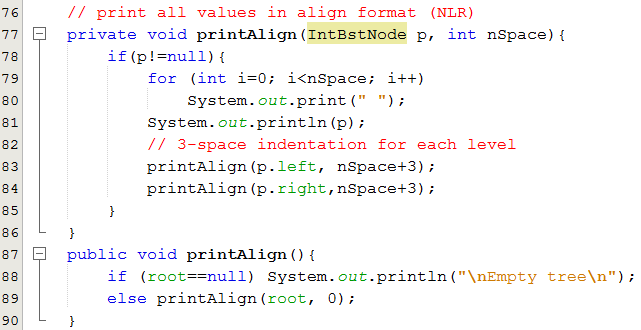 76 // print all values in align format (NLR)
77 private void printAlign(IntBstNode p, int nSpace){
78 if(p!=null){
79 for (int i=0; i<nSpace; i++)
80 System.out.print(" ");
81 System.out.println(p);
82 // 3-space indentation for each level
83 printAlign(p.left, nSpace+3);
84 printAlign(p.right,nSpace+3);
85 }
86 }
87 public void printAlign(){
88 if (root==null) System.out.println("\nEmpty tree\n");
89 else printAlign(root, 0);
90 }